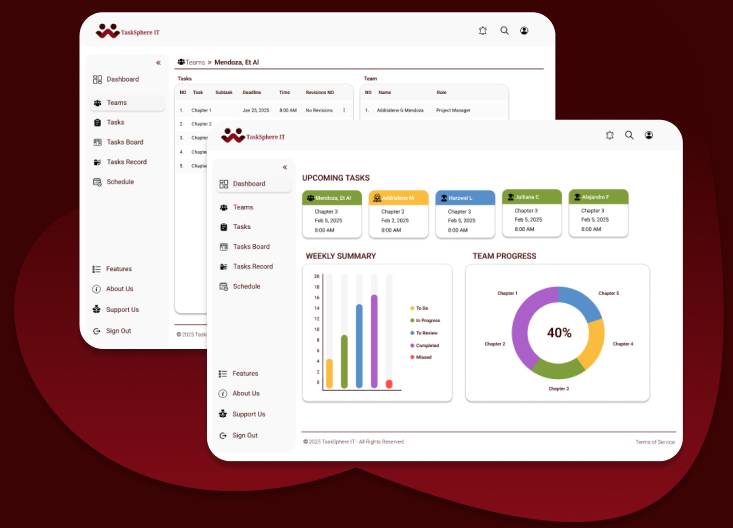 TaskSphere IT
«
Teams » Mendoza, Et Al
Dashboard
Teams
Tasks
Tasks Board
Tasks Record
Schedule
Features
About Us
Support Us
Sign Out
Tasks
NO Task Subtask Deadline Time Revisions NO
1. Chapter 1 Jan 25, 2025 8:00 AM No Revisions
2. Chapter 2
3. Chapter
4. Chapte
5. Chapte
Team
NO Name Role
1. Addrialene G Mendoza Project Manager
© 2025 Task
TaskSphere IT
«
Dashboard
Teams
Tasks
Tasks Board
Tasks Record
Schedule
Features
About Us
Support Us
Sign Out
UPCOMING TASKS
Mendoza, Et Al
Chapter 3
Feb 5, 2025
8:00 AM
Addrialene M
Chapter 2
Feb 2, 2025
8:00 AM
Harzwel L
Chapter 3
Feb 5, 2025
8:00 AM
Julliana C
Chapter 3
Feb 5, 2025
8:00 AM
Alejandro F
Chapter 3
Feb 5, 2025
8:00 AM
WEEKLY SUMMARY
20
18
16
14
12
10
8
6
4
2
0
To Do
In Progress
To Review
Completed
Missed
TEAM PROGRESS
Chapter 1
Chapter 5
Chapter 2
40%
Chapter 4
Chapter 3
© 2025 TaskSphere IT - All Rights Reserved
Terms of Service